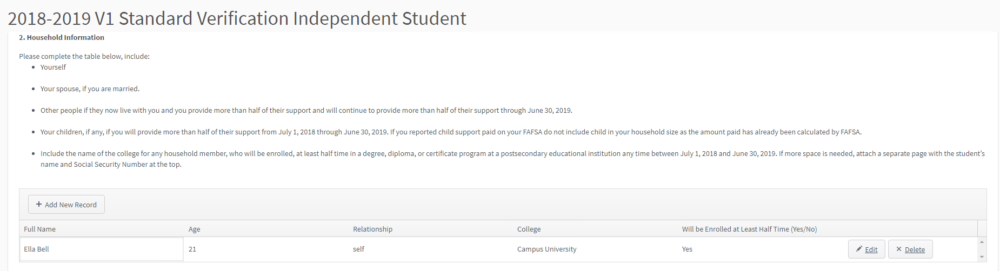 2018-2019 V1 Standard Verification Independent Student
2. Household Information
Please complete the table below, include:
Yourself
Your spouse, if you are married.
Other people if they now live with you and you provide more than half of their support and will continue to provide more than half of their support through June 30, 2019.
Your children, if any, if you will provide more than half of their support from July 1, 2018 through June 30, 2019. If you reported child support paid on your FAFSA do not include child in your household size as the amount paid has already been calculated by FAFSA.
Include the name of the college for any household member, who will be enrolled, at least half time in a degree, diploma, or certificate program at a postsecondary educational institution any time between July 1, 2018 and June 30, 2019. If more space is needed, attach a separate page with the student's
name and Social Security Number at the top.
+ Add New Record
Full Name Age Relationship College Will be Enrolled at Least Half Time (Yes/No)
Ella Bell 21 self Campus University Yes Edit Delete